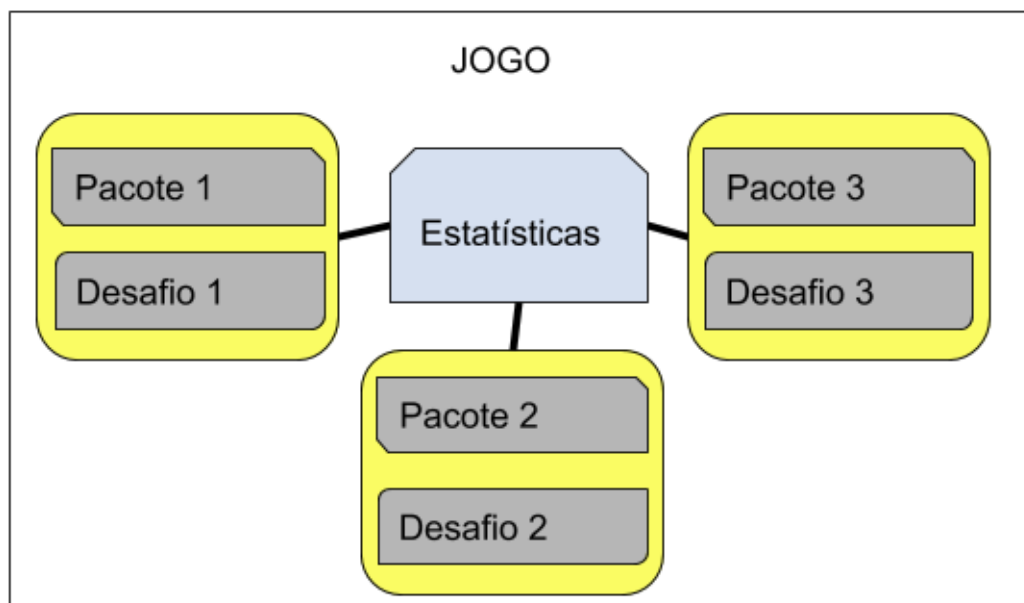 JOGO
Pacote 1
Desafio 1
Estatísticas
Pacote 3
Desafio 3
Pacote 2
Desafio 2